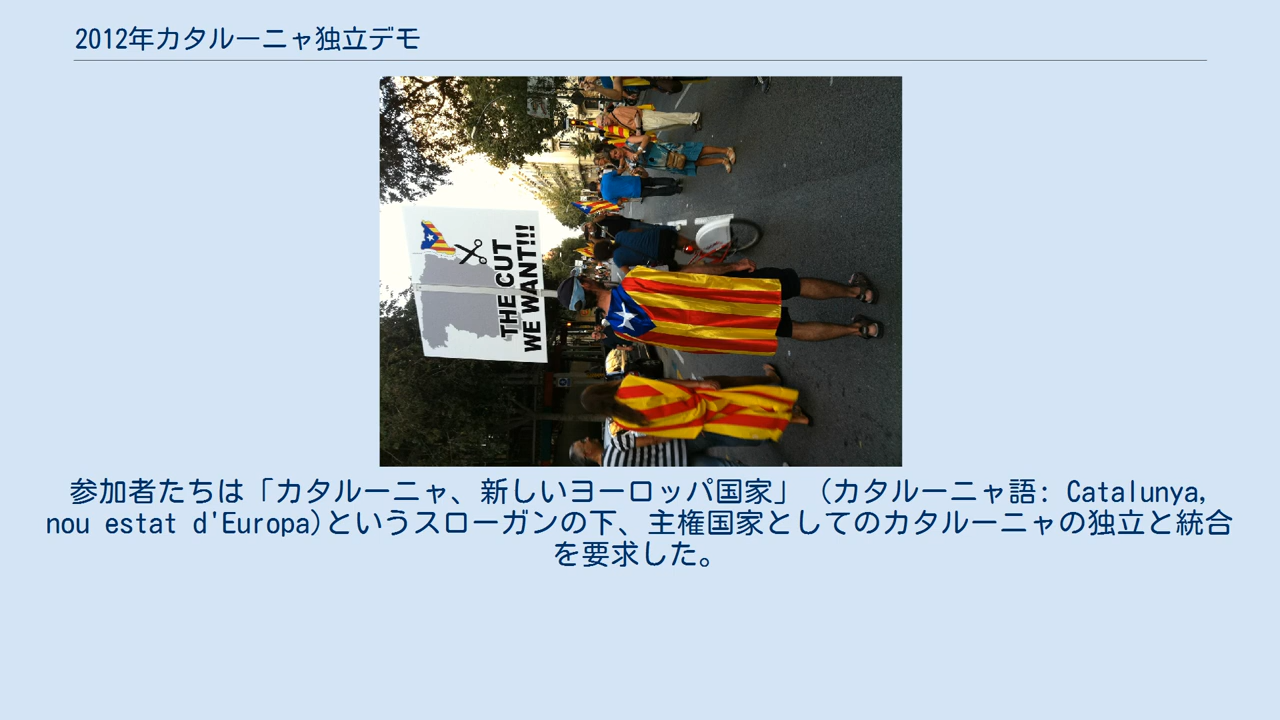 2012年カタルーニャ独立デモ
THE CUT
WE WANT!!!
参加者たちは「カタルーニャ、新しいヨーロッパ国家」 (カタルーニャ語: Catalunya,
nou estat d'Europa)というスローガンの下、主権国家としてのカタルーニャの独立と統合
を要求した。